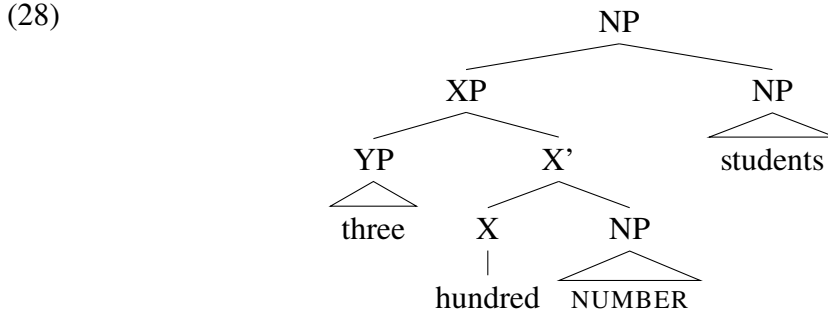 (28)
NP
XP NP
YP X' students
three X NP
hundred NUMBER